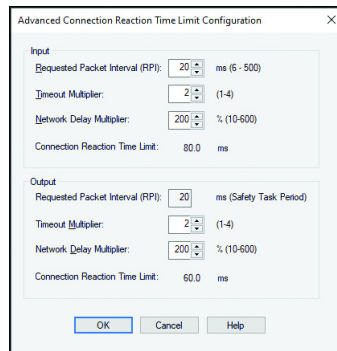 Advanced Connection Reaction Time Limit Configuration
Input
Requested Packet Interval (RPI): 20 ms (6 - 500)
Timeout Multiplier: 2 (1-4)
Network Delay Multiplier: 200 % (10-600)
Connection Reaction Time Limit: 80.0 ms
Output
Requested Packet Interval (RPI): 20 ms (Safety Task Period)
Timeout Multiplier: 2 (1-4)
Network Delay Multiplier: 200 % (10-600)
Connection Reaction Time Limit: 60.0 ms
OK Cancel Help